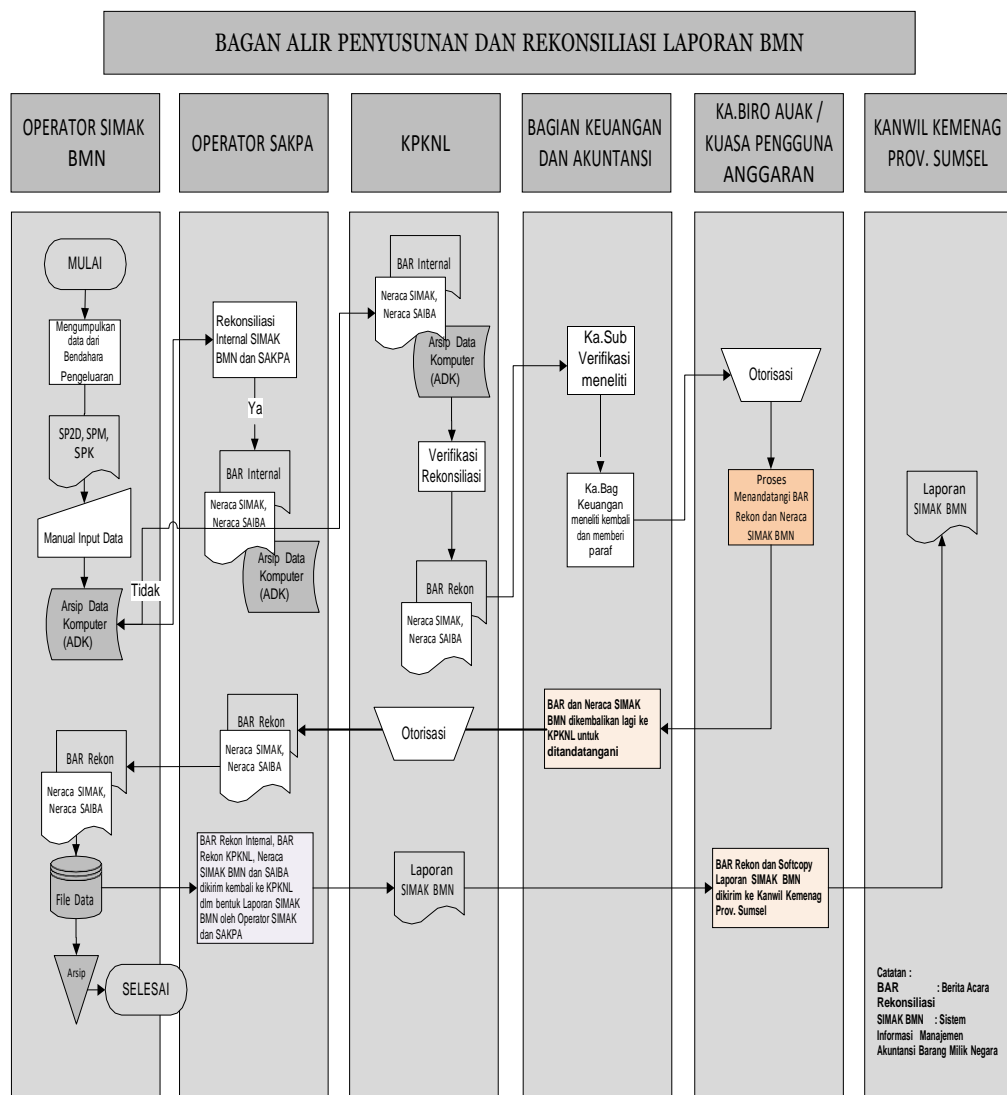 BAGAN ALIR PENYUSUNAN DAN REKONSILIASI LAPORAN BMN
OPERATOR SIMAK
BMN
OPERATOR SAKPA
KPKNL
BAGIAN KEUANGAN
DAN AKUNTANSI
KA.BIRO AUAK /
KUASA PENGGUNA
ANGGARAN
KANWIL KEMENAG
PROV. SUMSEL
MULAI
Mengumpulkan
data dari
Bendahara
Pengeluaran
SP2D, SPM,
SPK
Manual Input Data
Tidak
Arsip Data
Komputer
(ADK)
BAR Rekon
Neraca SIMAK,
Neraca SAIBA
File Data
Arsip
SELESAI
Rekonsiliasi
Internal SIMAK
BMN dan SAKPA
Ya
BAR Internal
Neraca SIMAK,
Neraca SAIBA
Arsip Data
Komputer
(ADK)
BAR Rekon
Neraca SIMAK,
Neraca SAIBA
BAR Rekon Internal, BAR
Rekon KPKNL, Neraca
SIMAK BMN dan SAIBA
dikirim kembali ke KPKNL
dlm bentuk Laporan SIMAK
BMN oleh Operator SIMAK
dan SAKPA
BAR Internal
Neraca SIMAK,
Neraca SAIBA
Arsip Data
Komputer
(ADK)
Verifikasi
Rekonsiliasi
BAR Rekon
Neraca SIMAK,
Neraca SAIBA
Otorisasi
Laporan
SIMAK BMN
Ka.Sub
Verifikasi
meneliti
Ka.Bag
Keuangan
meneliti kembali
dan memberi
paraf
BAR dan Neraca SIMAK
BMN dikembalikan lagi ke
KPKNL untuk
ditandatangani
Otorisasi
Proses
Menandatangi BAR
Rekon dan Neraca
SIMAK BMN
BAR Rekon dan Softcopy
Laporan SIMAK BMN
dikirim ke Kanwil Kemenag
Prov. Sumsel
Laporan
SIMAK BMN
Catatan :
BAR : Berita Acara
Rekonsiliasi
SIMAK BMN : Sistem
Informasi Manajemen
Akuntansi Barang Milik Negara